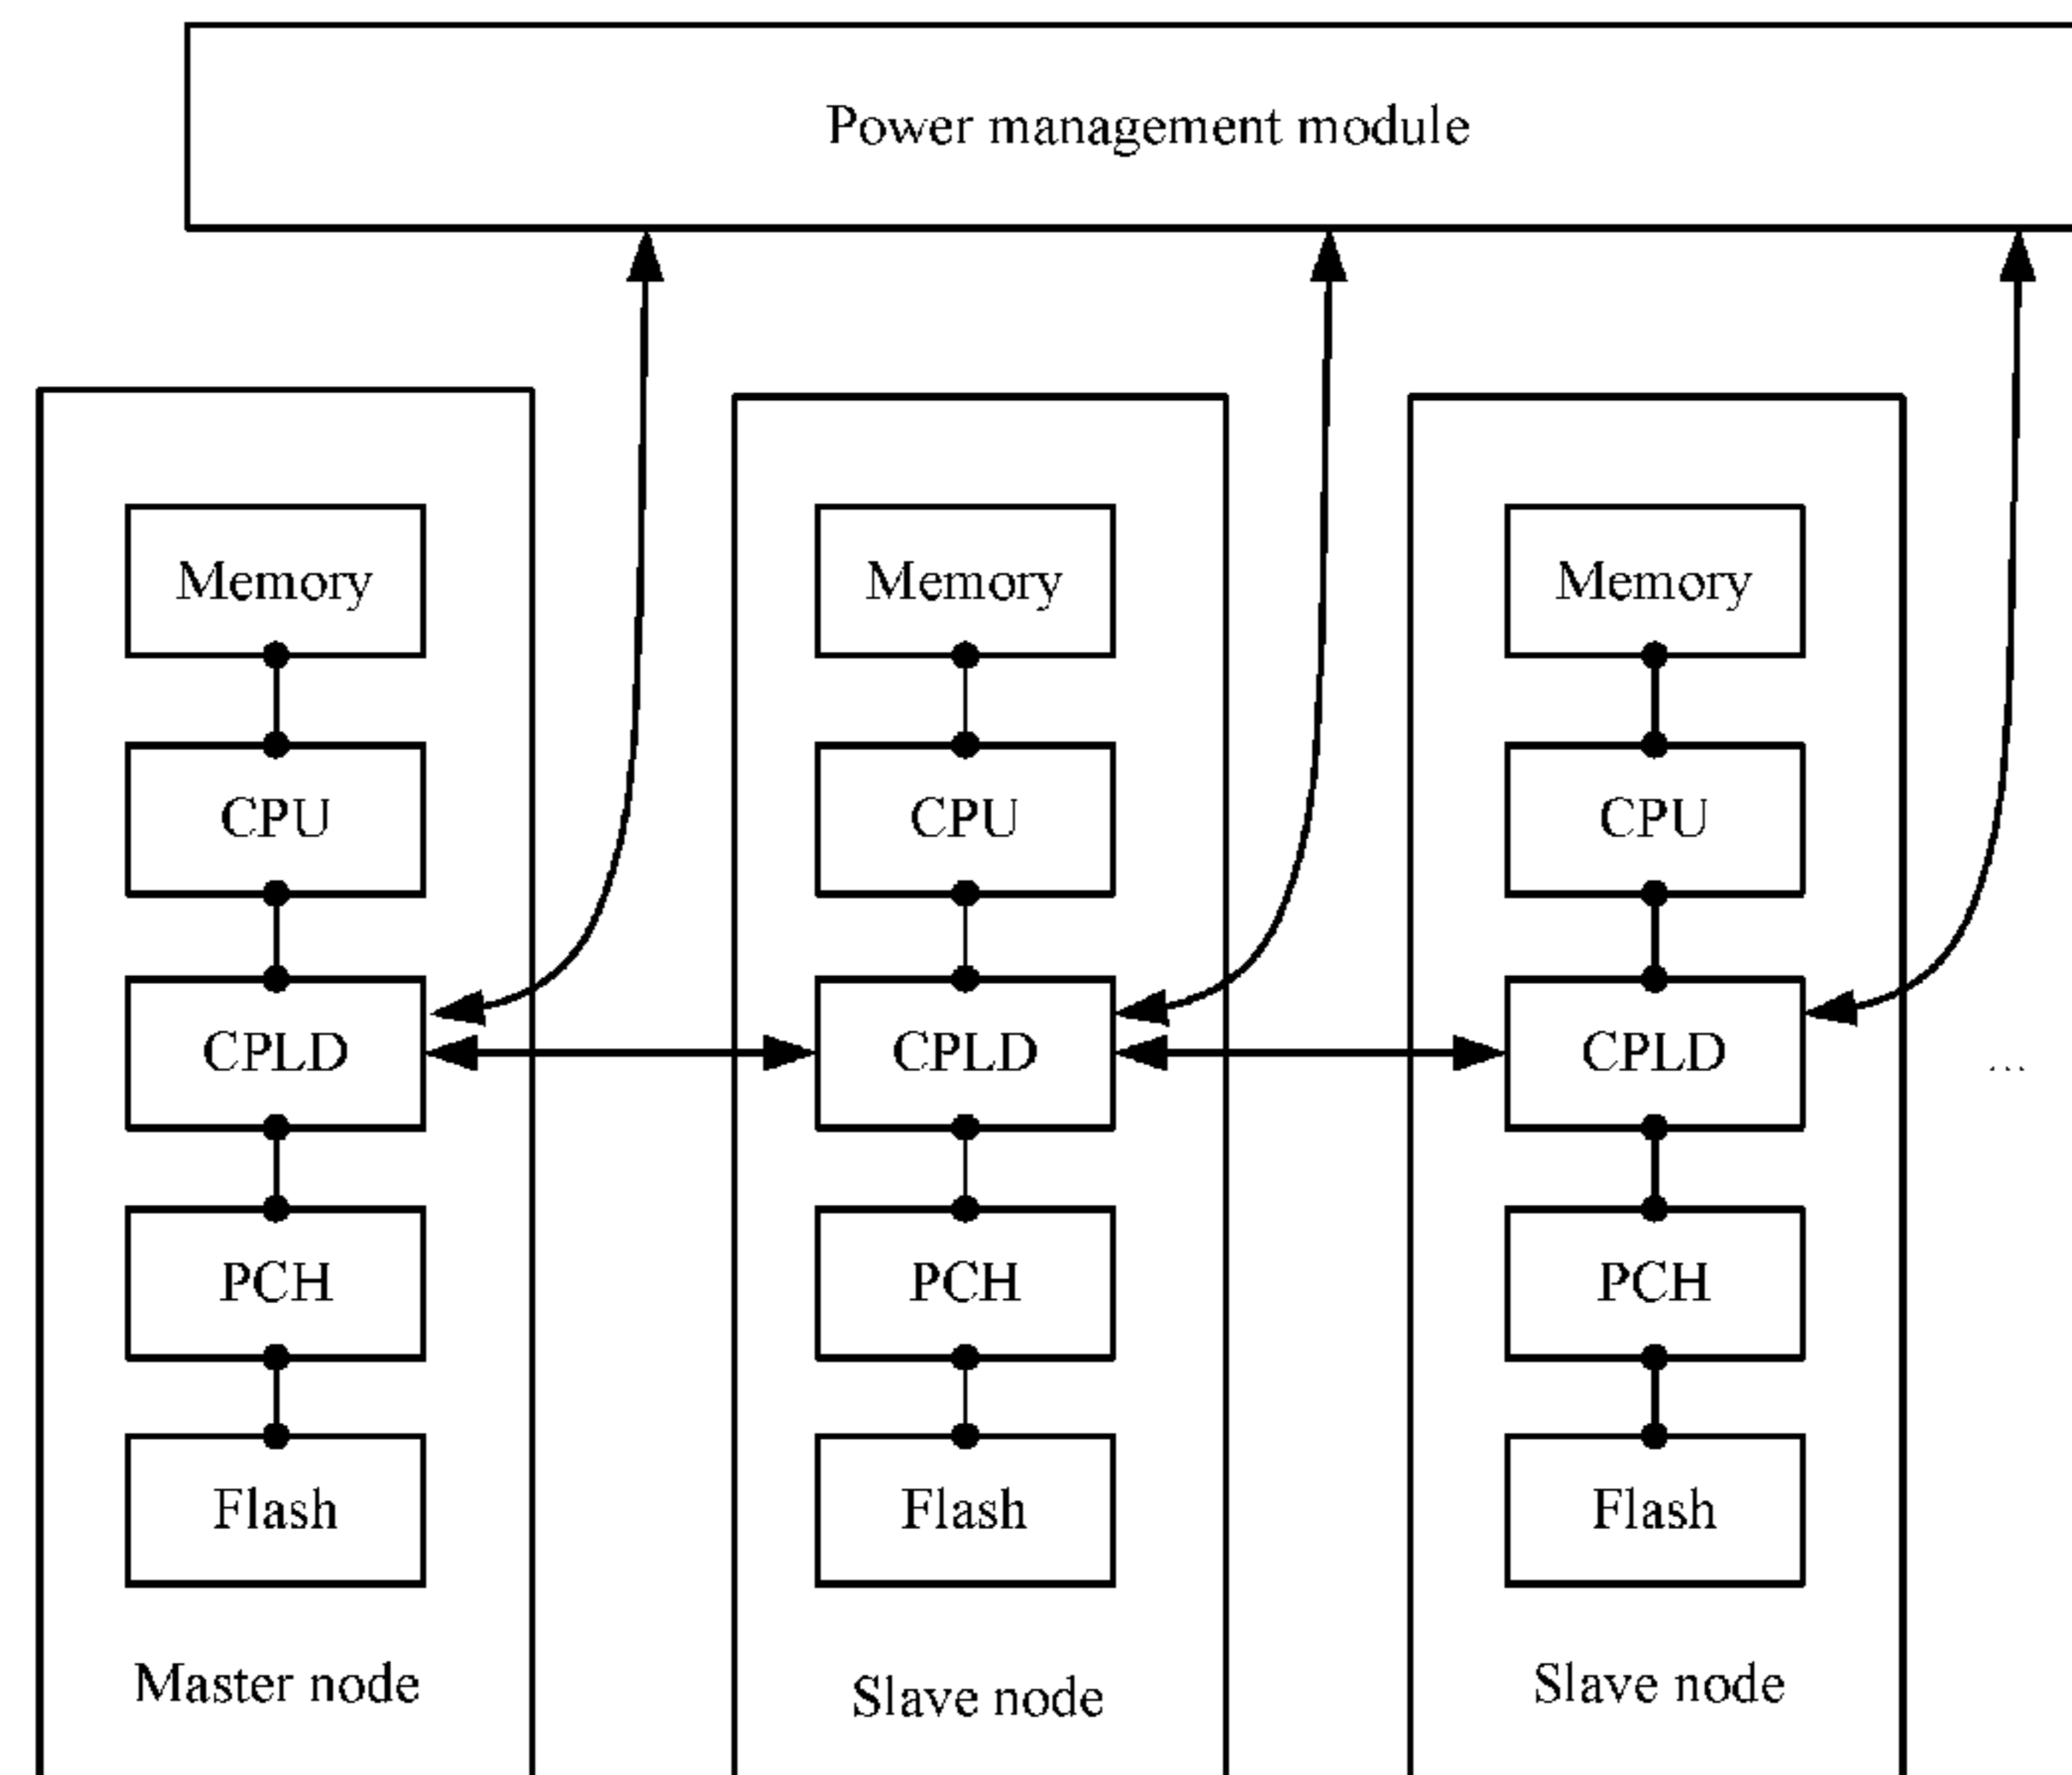 Power management module
Memory Memory Memory
CPU CPU CPU
CPLD CPLD CPLD
...
PCH PCH PCH
Flash Flash Flash
Master node Slave node Slave node